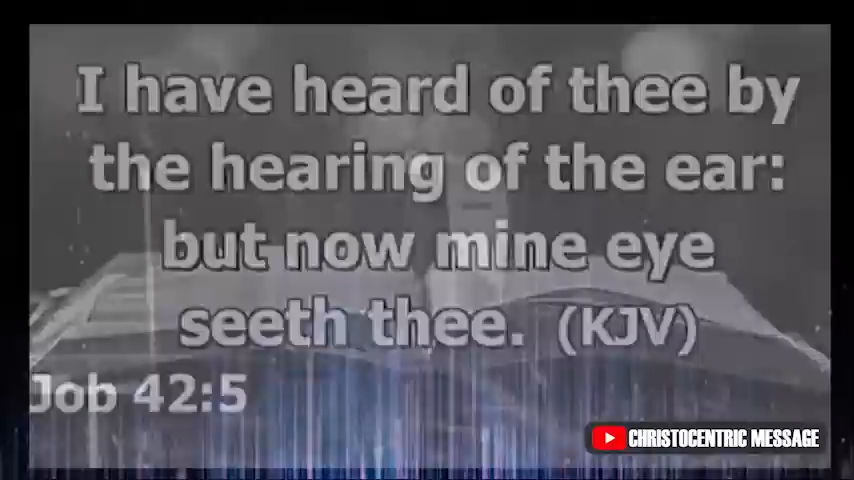 I have heard of thee by
the hearing of the ear:
but now mine eye
seeth thee. (KJV)
Job 42:5
CHRISTOCENTRIC MESSAGE